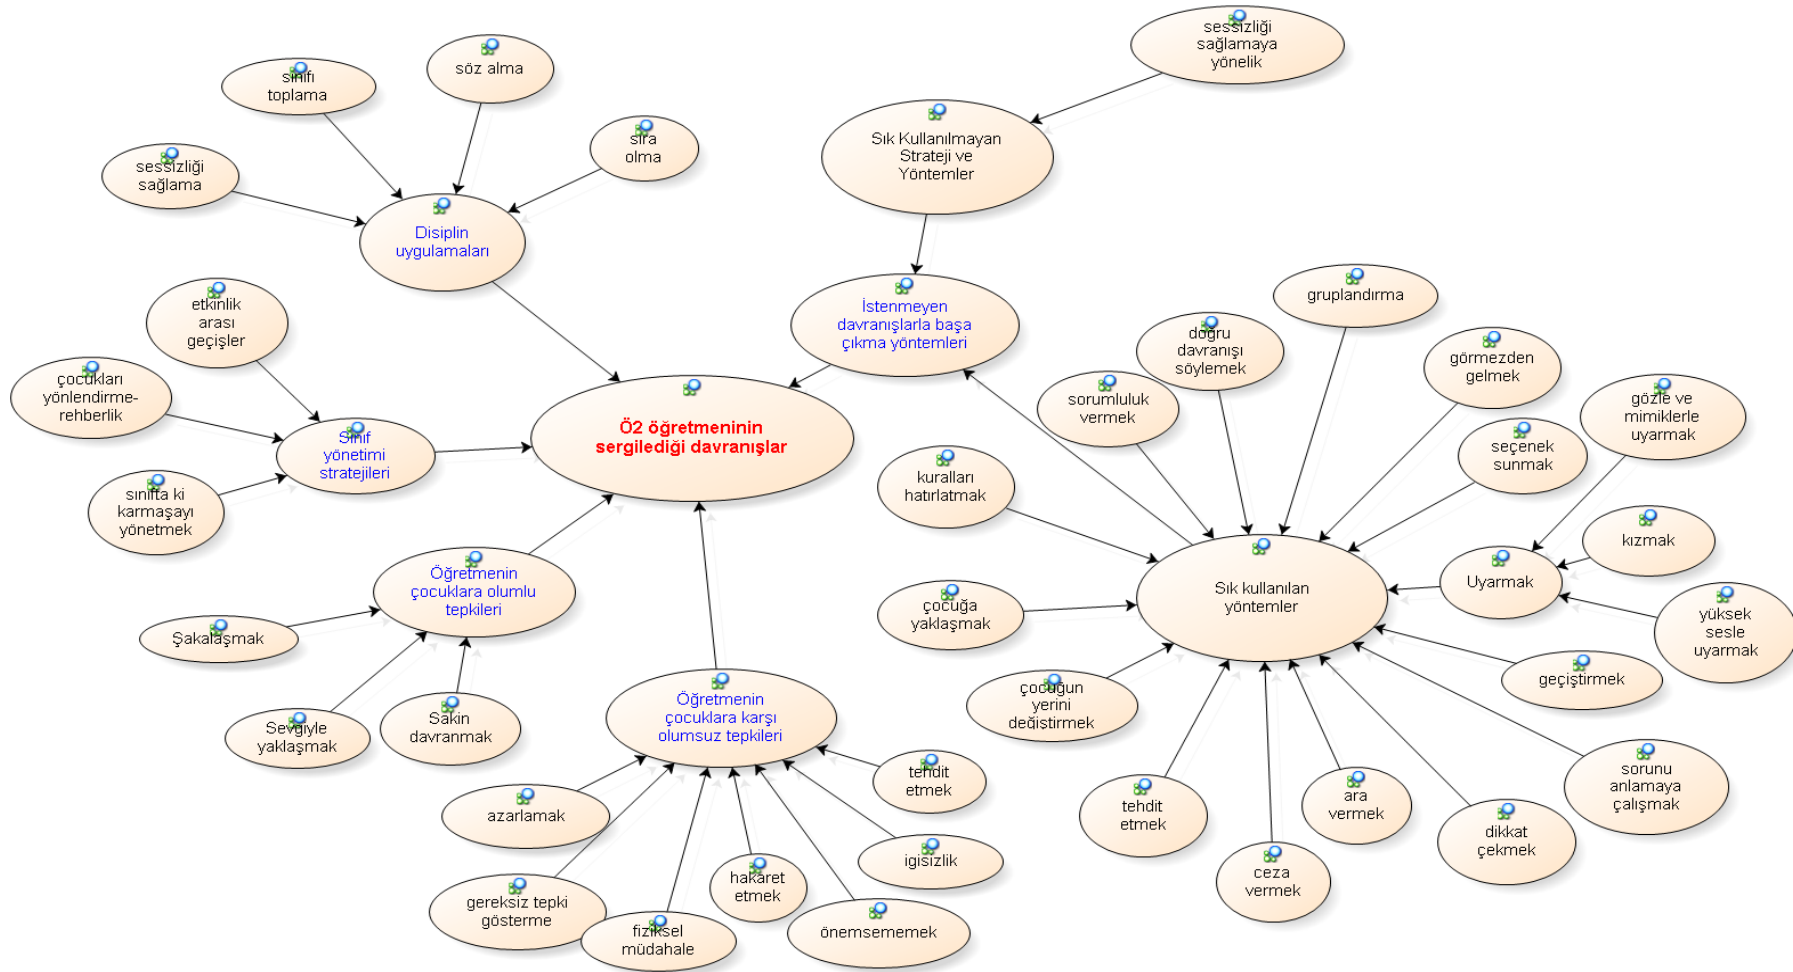 sessizliği
sağlamaya
yönelik
söz alma
sınıfı
toplama
sıra
olma
sessizliği
sağlama
Sık Kullanılmayan
Strateji ve
Yöntemler
Disiplin
uygulamaları
etkinlik
arası
geçişler
İstenmeyen
davranışlarla başa
çıkma yöntemleri
gruplandırma
doğru
davranışı
söylemek
görmezden
gelmek
çocukları
yönlendirme-
rehberlik
sorumluluk
vermek
gözle ve
mimiklerle
uyarmak
Ö2 öğretmeninin
sergilediği davranışlar
Sınıf
yönetimi
stratejileri
seçenek
sunmak
kuralları
hatırlatmak
sınıfta ki
karmaşayı
yönetmek
kızmak
Öğretmenin
çocuklara olumlu
tepkileri
Sık kullanılan
yöntemler
Uyarmak
çocuğa
yaklaşmak
yüksek
sesle
uyarmak
Şakalaşmak
geçiştirmek
çocuğun
yerini
değiştirmek
Sevgiyle
yaklaşmak
Sakin
davranmak
Öğretmenin
çocuklara karşı
olumsuz tepkileri
tehdit
etmek
sorunu
anlamaya
çalışmak
azarlamak
tehdit
etmek
ara
vermek
dikkat
çekmek
igisizlik
hakaret
etmek
ceza
vermek
gereksiz tepki
gösterme
fiziksel
müdahale
önemsememek